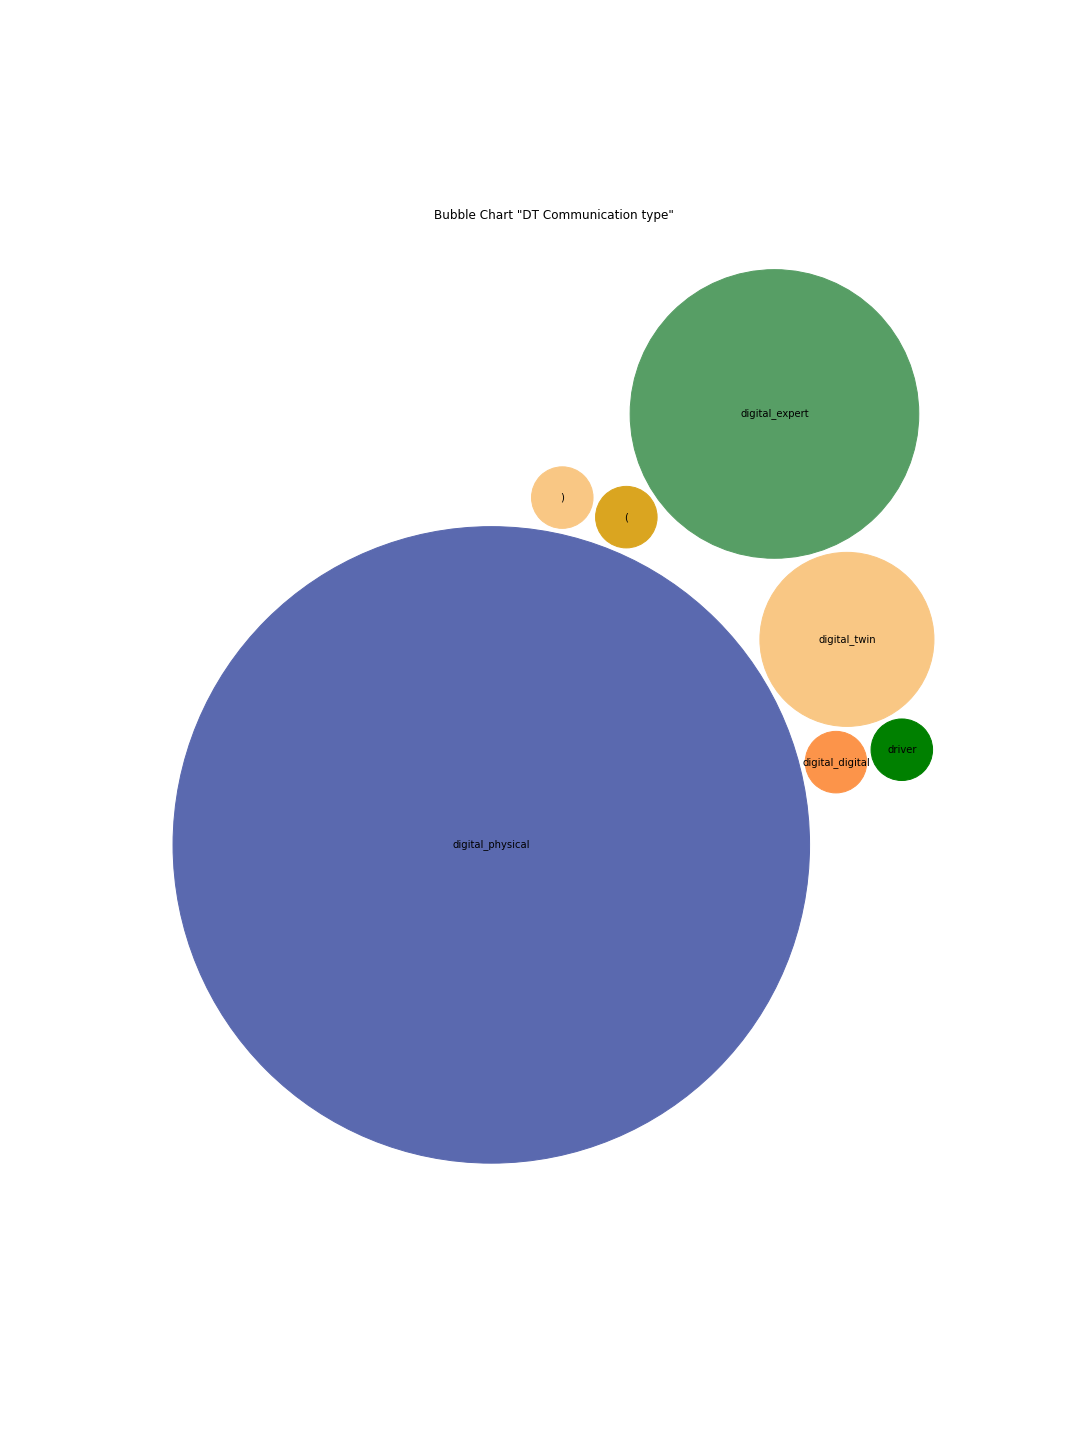 Bubble Chart "DT Communication type"
digital_expert
)
(
digital_twin
driver
digital_digital
digital_physical